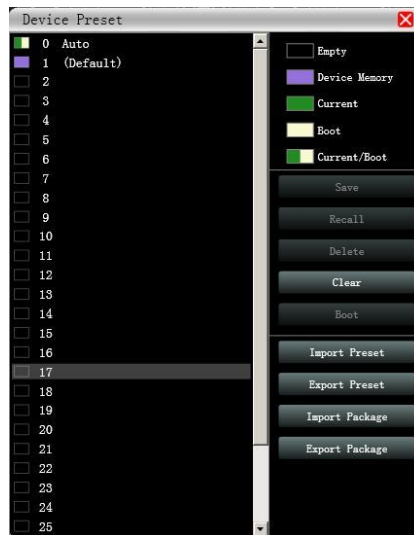 Device Preset
0 Auto
1 (Default)
2
3
4
5
6
7
8
9
10
11
12
13
14
15
16
17
18
19
20
21
22
23
24
25
Empty
Device Memory
Current
Boot
Current/Boot
Save
Recall
Delete
Clear
Boot
Import Preset
Export Preset
Import Package
Export Package